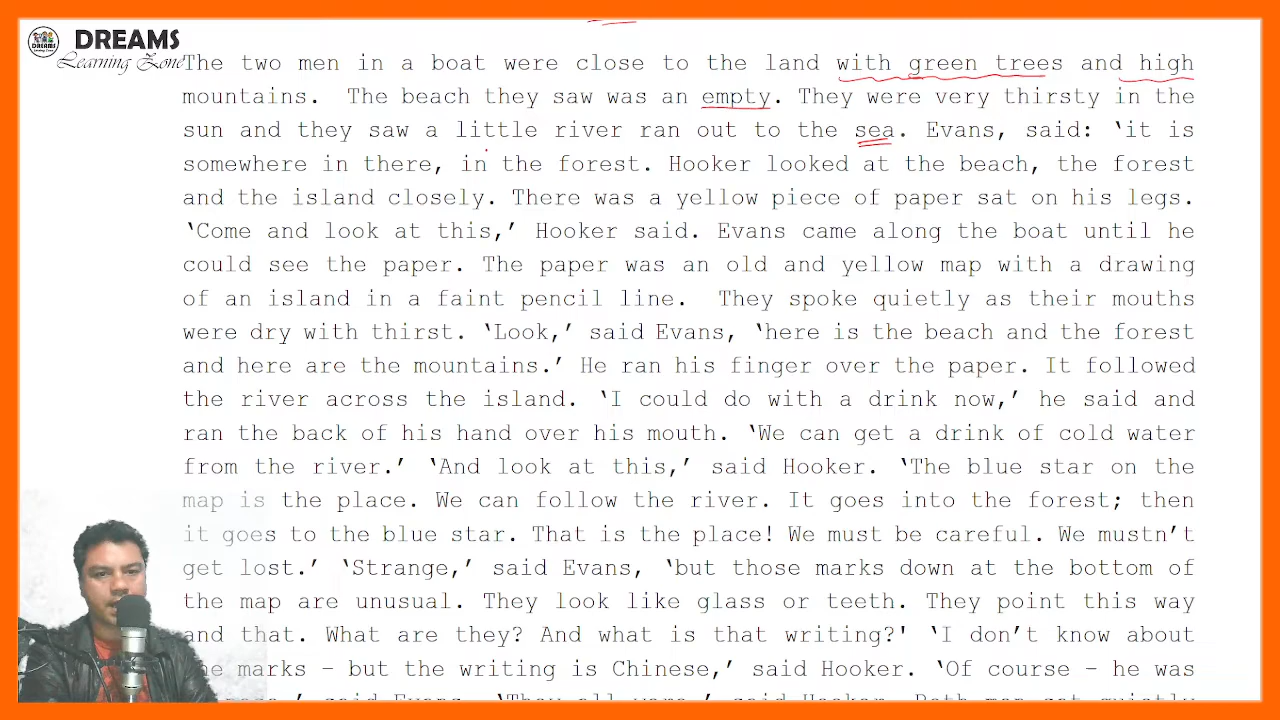 DREAMS
Learning Zone
The two men in a boat were close to the land with green trees and high
mountains. The beach they saw was an empty. They were very thirsty in the
sun and they saw a little river ran out to the sea. Evans, said: ‘it is
somewhere in there, in the forest. Hooker looked at the beach, the forest
and the island closely. There was a yellow piece of paper sat on his legs.
‘Come and look at this,’ Hooker said. Evans came along the boat until he
could see the paper. The paper was an old and yellow map with a drawing
of an island in a faint pencil line. They spoke quietly as their mouths
were dry with thirst. ‘Look,’ said Evans, ‘here is the beach and the forest
and here are the mountains.’ He ran his finger over the paper. It followed
the river across the island. ‘I could do with a drink now,’ he said and
ran the back of his hand over his mouth. ‘We can get a drink of cold water
from the river.’ ‘And look at this,’ said Hooker. ‘The blue star on the
map is the place. We can follow the river. It goes into the forest; then
it goes to the blue star. That is the place! We must be careful. We mustn’t
get lost.’ ‘Strange,’ said Evans, ‘but those marks down at the bottom of
the map are unusual. They look like glass or teeth. They point this way
and that. What are they? And what is that writing?' ‘I don’t know about
marks – but the writing is Chinese,’ said Hooker. ‘Of course – he was